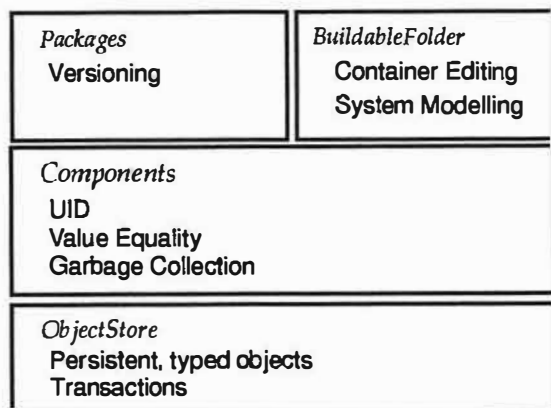 Packages
Versioning
BuildableFolder
Container Editing
System Modelling
Components
UID
Value Equality
Garbage Collection
ObjectStore
Persistent, typed objects
Transactions